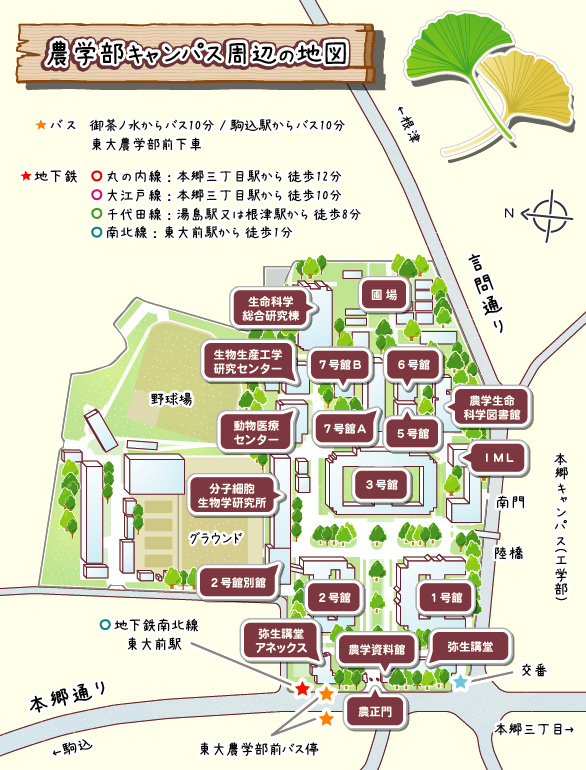 農学部キャンパス周辺の地図
バス 御茶ノ水からバス10分 / 駒込駅からバス10分
東大農学部前下車
地下鉄 丸の内線：本郷三丁目駅から 徒歩12分
大江戸線：本郷三丁目駅から 徒歩10分
千代田線：湯島駅又は根津駅から 徒歩8分
南北線：東大前駅から 徒歩1分
←根津
N
言問通り
生命科学
総合研究棟
圃場
生物生産工学
研究センター
7号館B
6号館
農学生命
科学図書館
野球場
動物医療
センター
7号館A
5号館
IML
3号館
分子細胞
生物学研究所
南門
本郷キャンパス(工学部)
グラウンド
陸橋
2号館別館
2号館
1号館
地下鉄南北線
東大前駅
弥生講堂
アネックス
農学資料館
弥生講堂
交番
農正門
本郷通り
←駒込
東大農学部前バス停
本郷三丁目→